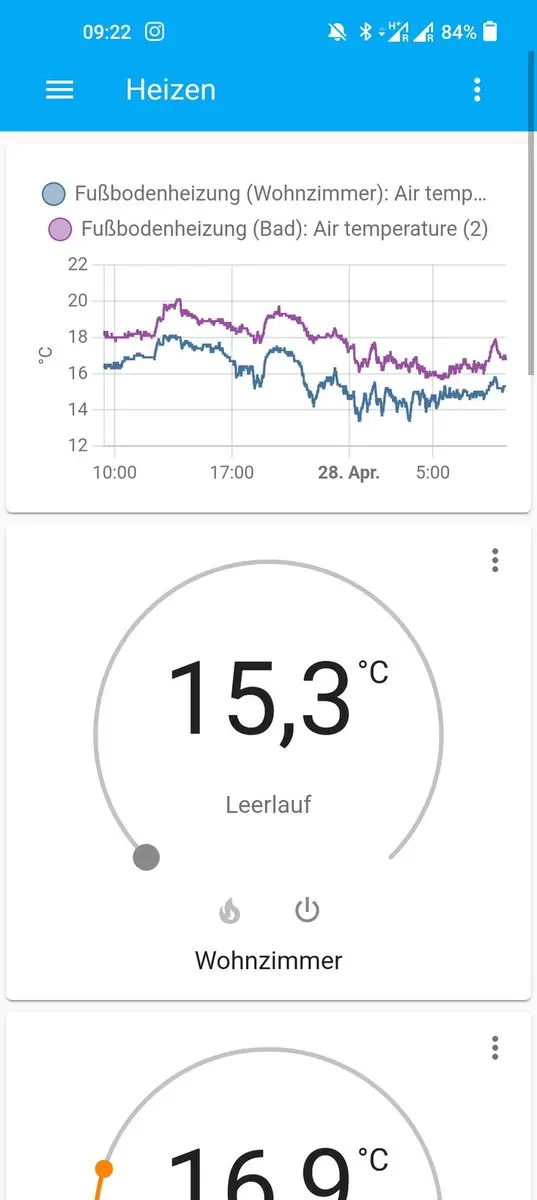 09:22
H+
R
R
84%
Heizen
Fußbodenheizung (Wohnzimmer): Air temp…
Fußbodenheizung (Bad): Air temperature (2)
22
20
18
16
14
12
°C
10:00 17:00 28. Apr. 5:00
15,3 °C
Leerlauf
Wohnzimmer
16,9 °C